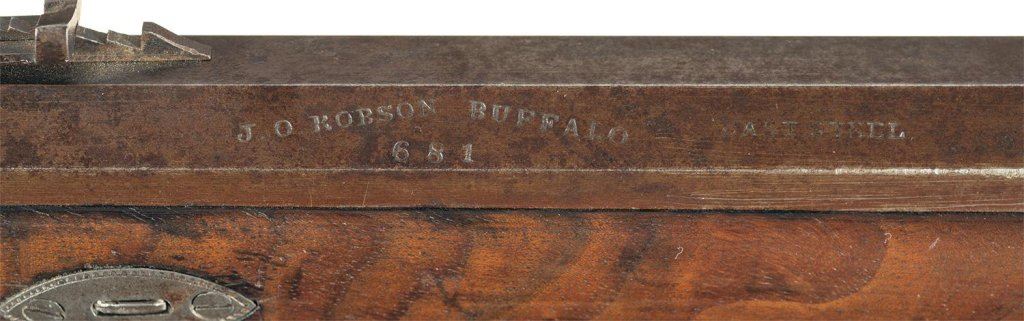 J. O ROBSON BUFFALO CAST STEEL
681